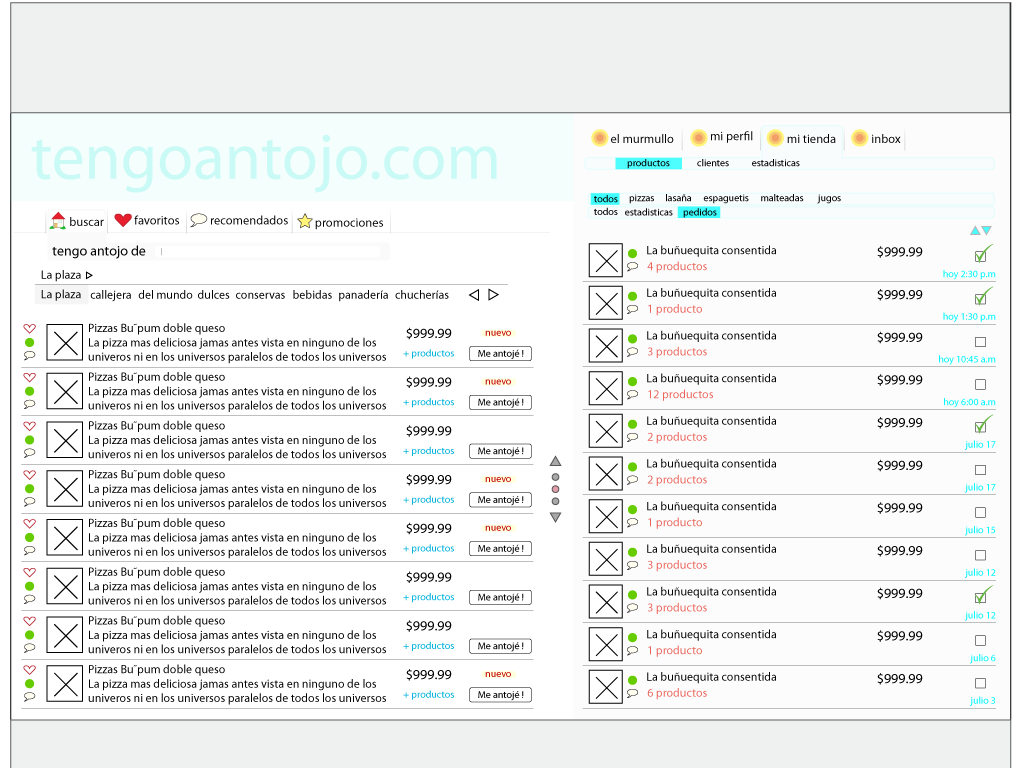 tengoantojo.com
buscar favoritos recomendados promociones
tengo antojo de
La plaza
La plaza callejera del mundo dulces conservas bebidas panadería chucherías
Pizzas Bu¨pum doble queso
La pizza mas deliciosa jamas antes vista en ninguno de los
univeros ni en los universos paralelos de todos los universos
$999.99
+ productos
nuevo
Me antojé !
Pizzas Bu¨pum doble queso
La pizza mas deliciosa jamas antes vista en ninguno de los
univeros ni en los universos paralelos de todos los universos
$999.99
+ productos
nuevo
Me antojé !
Pizzas Bu¨pum doble queso
La pizza mas deliciosa jamas antes vista en ninguno de los
univeros ni en los universos paralelos de todos los universos
$999.99
Me antojé !
Pizzas Bu¨pum doble queso
La pizza mas deliciosa jamas antes vista en ninguno de los
univeros ni en los universos paralelos de todos los universos
$999.99
+ productos
nuevo
Me antojé !
Pizzas Bu¨pum doble queso
La pizza mas deliciosa jamas antes vista en ninguno de los
univeros ni en los universos paralelos de todos los universos
$999.99
+ productos
nuevo
Me antojé !
Pizzas Bu¨pum doble queso
La pizza mas deliciosa jamas antes vista en ninguno de los
univeros ni en los universos paralelos de todos los universos
$999.99
+ productos
Me antojé !
Pizzas Bu¨pum doble queso
La pizza mas deliciosa jamas antes vista en ninguno de los
univeros ni en los universos paralelos de todos los universos
$999.99
Me antojé !
Pizzas Bu¨pum doble queso
La pizza mas deliciosa jamas antes vista en ninguno de los
univeros ni en los universos paralelos de todos los universos
$999.99
+ productos
nuevo
Me antojé !
el murmullo mi perfil mi tienda inbox
productos clientes estadisticas
todos pizzas lasaña espaguetis malteadas jugos
todos estadisticas pedidos
La buñuequita consentida $999.99
4 productos
hoy 2:30 p.m
La buñuequita consentida $999.99
1 producto
hoy 1:30 p.m
La buñuequita consentida $999.99
3 productos
hoy 10:45 a.m
La buñuequita consentida $999.99
12 productos
hoy 6:00 a.m
La buñuequita consentida $999.99
2 productos
julio 17
La buñuequita consentida $999.99
2 productos
julio 17
La buñuequita consentida $999.99
1 producto
julio 15
La buñuequita consentida $999.99
3 productos
julio 12
La buñuequita consentida $999.99
3 productos
julio 12
La buñuequita consentida $999.99
1 producto
julio 6
La buñuequita consentida $999.99
6 productos
julio 3